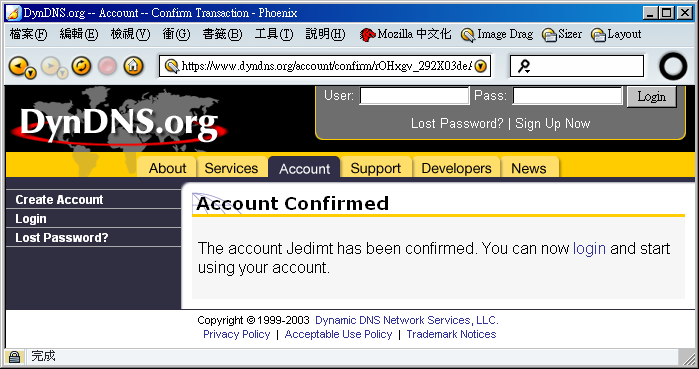 DynDNS.org -- Account -- Confirm Transaction - Phoenix
檔案(F) 編輯(E) 檢視(V) 衝(G) 書籤(B) 工具(T) 說明(H) Mozilla 中文化 Image Drag Sizer Layout
https://www.dyndns.org/account/confirm/rOHxgv_292X03de
User: Pass: Login
Lost Password? | Sign Up Now
DynDNS.org
About Services Account Support Developers News
Create Account
Login
Lost Password?
Account Confirmed
The account Jedimt has been confirmed. You can now login and start
using your account.
Copyright © 1999-2003 Dynamic DNS Network Services, LLC.
Privacy Policy | Acceptable Use Policy | Trademark Notices
完成